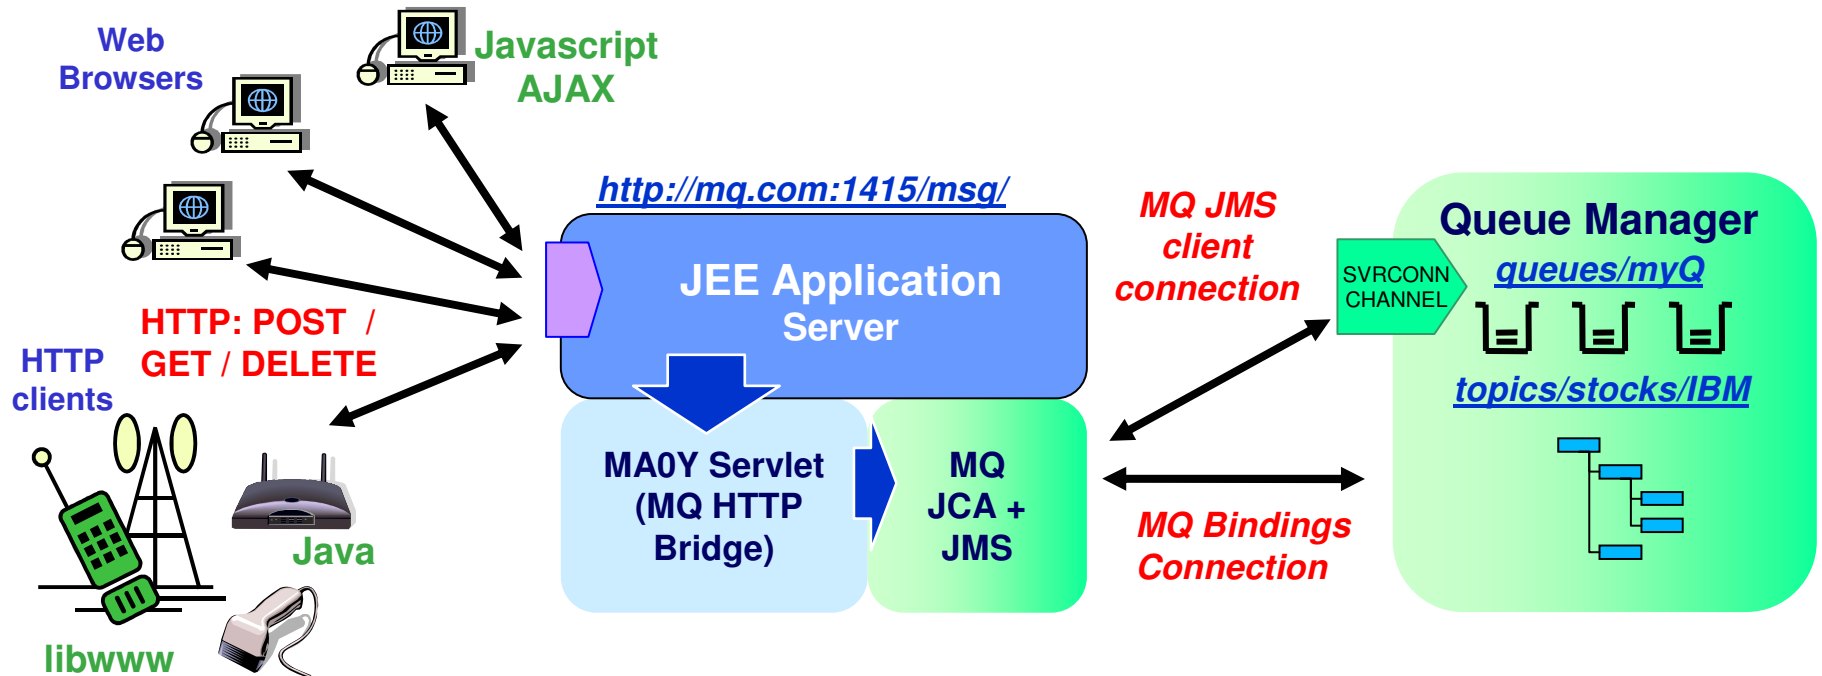 Web
Browsers
Javascript
AJAX
http://mq.com:1415/msg/
HTTP: POST /
GET / DELETE
HTTP
clients
Java
libwww
JEE Application
Server
MA0Y Servlet
(MQ HTTP
Bridge)
MQ
JCA +
JMS
MQ JMS
client
connection
MQ Bindings
Connection
SVRCONN
CHANNEL
Queue Manager
queues/myQ
topics/stocks/IBM